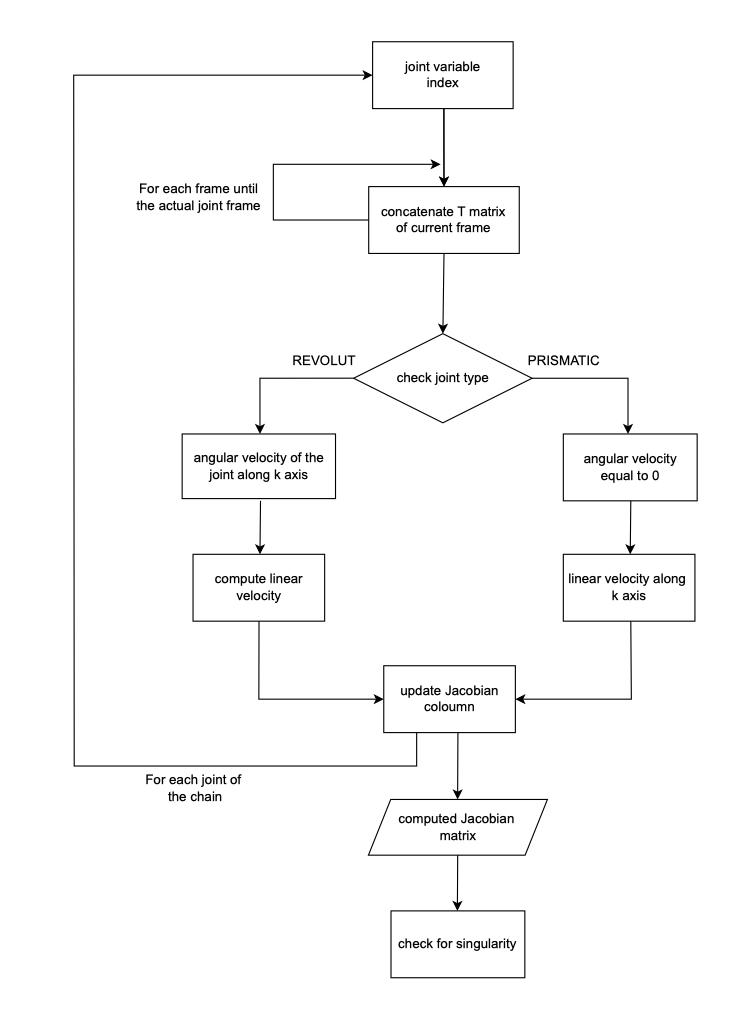 joint variable
index
For each frame until
the actual joint frame
concatenate T matrix
of current frame
REVOLUT
PRISMATIC
check joint type
angular velocity of the
joint along k axis
angular velocity
equal to 0
compute linear
velocity
linear velocity along
k axis
update Jacobian
coloumn
For each joint of
the chain
computed Jacobian
matrix
check for singularity